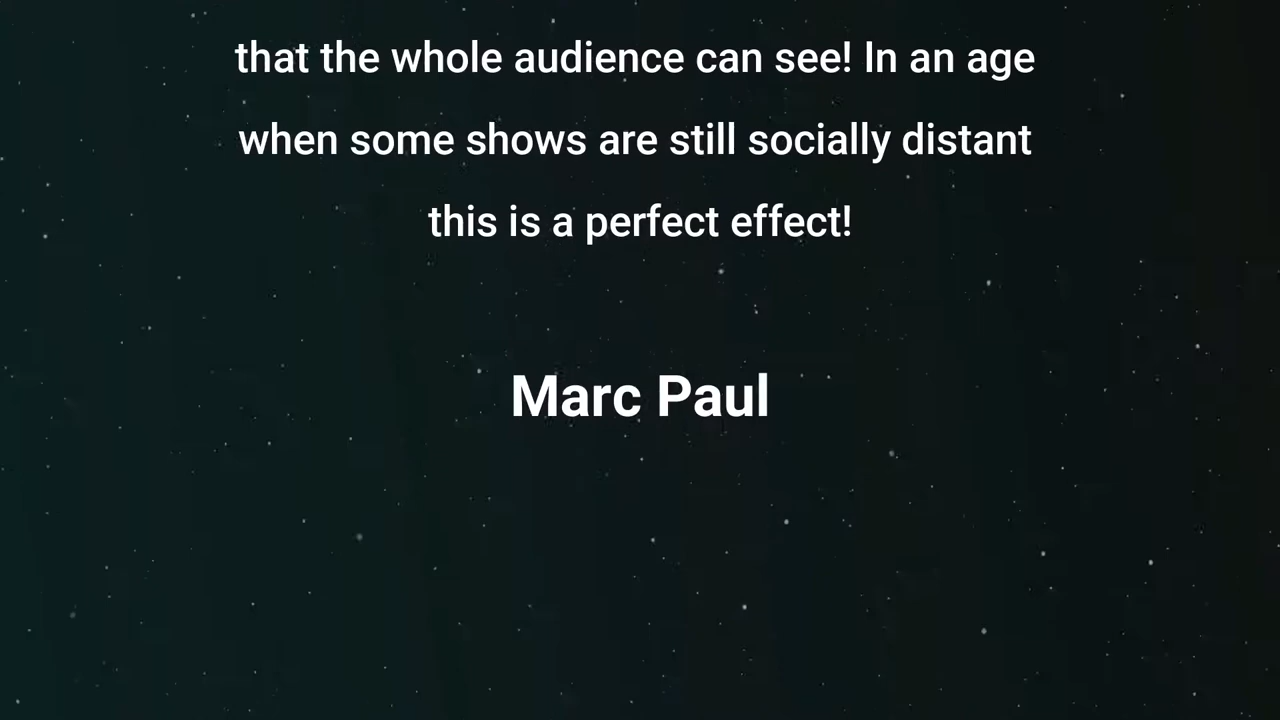 that the whole audience can see! In an age
when some shows are still socially distant
this is a perfect effect!
Marc Paul